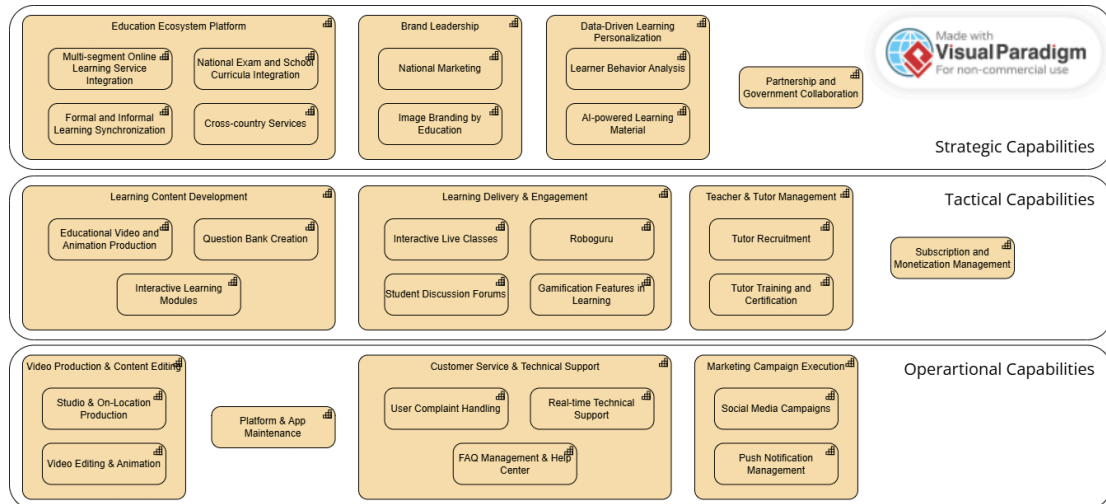 Education Ecosystem Platform
Multi-segment Online
Learning Service
Integration
National Exam and School
Curricula Integration
Formal and Informal
Learning Synchronization
Cross-country Services
Brand Leadership
National Marketing
Image Branding by
Education
Data-Driven Learning
Personalization
Learner Behavior Analysis
AI-powered Learning
Material
Partnership and
Government Collaboration
Made with
Visual Paradigm
For non-commercial use
Strategic Capabilities
Learning Content Development
Educational Video and
Animation Production
Question Bank Creation
Interactive Learning
Modules
Learning Delivery & Engagement
Interactive Live Classes
Roboguru
Student Discussion Forums
Gamification Features in
Learning
Teacher & Tutor Management
Tutor Recruitment
Tutor Training and
Certification
Subscription and
Monetization Management
Tactical Capabilities
Video Production & Content Editing
Studio & On-Location
Production
Video Editing & Animation
Platform & App
Maintenance
Customer Service & Technical Support
User Complaint Handling
Real-time Technical
Support
FAQ Management & Help
Center
Marketing Campaign Execution
Social Media Campaigns
Push Notification
Management
Operartional Capabilities